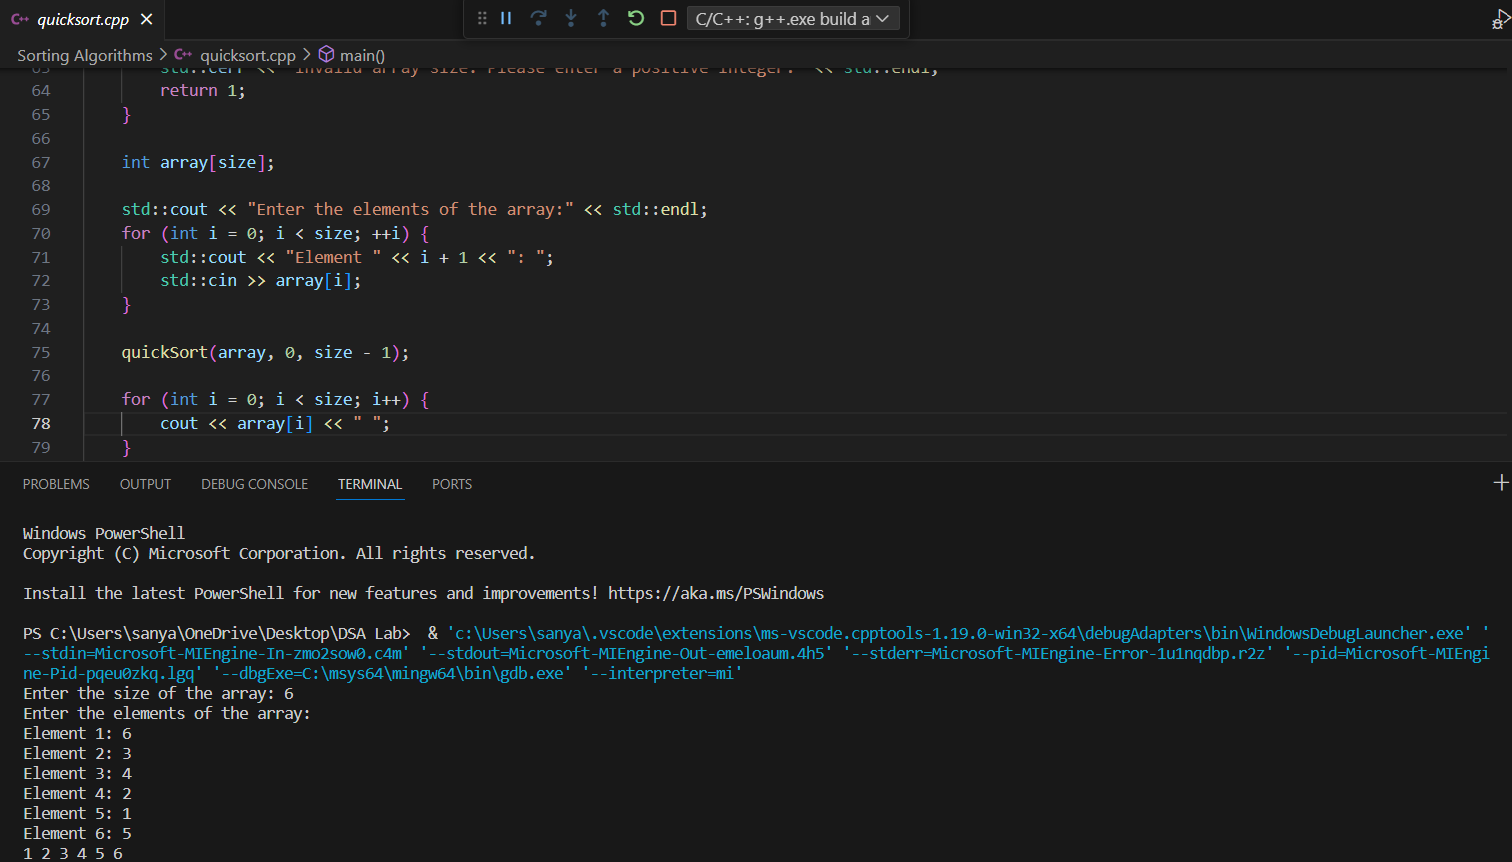 quicksort.cpp
C/C++: g++.exe build a
Sorting Algorithms > quicksort.cpp > main()
63 std::cerr << "Invalid array size. Please enter a positive integer." << std::endl;
64 return 1;
65 }
66
67 int array[size];
68
69 std::cout << "Enter the elements of the array:" << std::endl;
70 for (int i = 0; i < size; ++i) {
71 std::cout << "Element " << i + 1 << ": ";
72 std::cin >> array[i];
73 }
74
75 quickSort(array, 0, size - 1);
76
77 for (int i = 0; i < size; i++) {
78 cout << array[i] << " ";
79 }
PROBLEMS OUTPUT DEBUG CONSOLE TERMINAL PORTS
Windows PowerShell
Copyright (C) Microsoft Corporation. All rights reserved.
Install the latest PowerShell for new features and improvements! https://aka.ms/PSWindows
PS C:\Users\sanya\OneDrive\Desktop\DSA Lab>  & 'c:\Users\sanya\.vscode\extensions\ms-vscode.cpptools-1.19.0-win32-x64\debugAdapters\bin\WindowsDebugLauncher.exe' '
--stdin=Microsoft-MIEngine-In-zmo2sow0.c4m' '--stdout=Microsoft-MIEngine-Out-emeloaum.4h5' '--stderr=Microsoft-MIEngine-Error-1u1nqdbp.r2z' '--pid=Microsoft-MIEngi
ne-Pid-pqeu0zkq.lgq' '--dbgExe=C:\msys64\mingw64\bin\gdb.exe' '--interpreter=mi'
Enter the size of the array: 6
Enter the elements of the array:
Element 1: 6
Element 2: 3
Element 3: 4
Element 4: 2
Element 5: 1
Element 6: 5
1 2 3 4 5 6